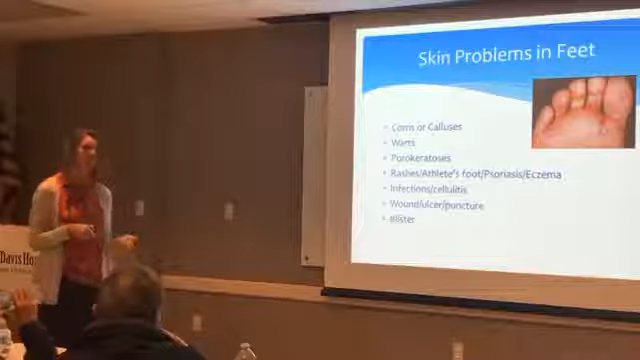 Skin Problems in Feet
Corns or Calluses
Warts
Porokeratoses
Rashes/Athlete's foot/Psoriasis/Eczema
Infections/cellulitis
Wound/ulcer/puncture
Blister
Davis Ho